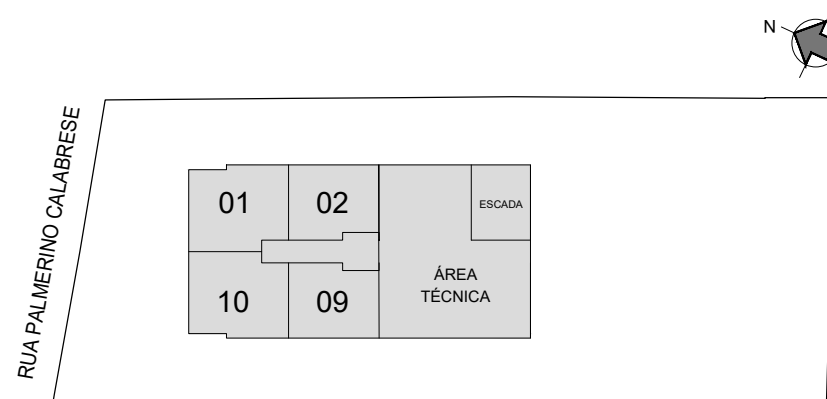 N
RUA PALMERINO CALABRESE
01
02
ESCADA
ÁREA
TÉCNICA
10
09